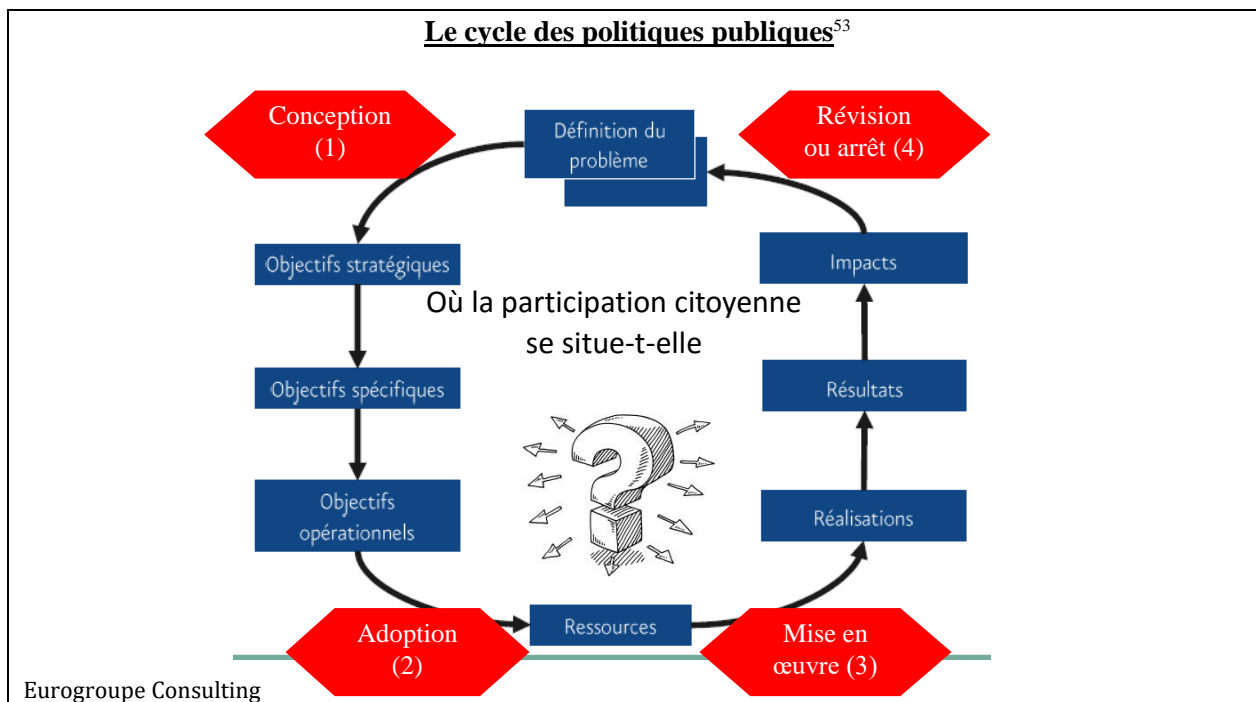 Le cycle des politiques publiques53
Conception
(1)
Définition du
problème
Révision
ou arrêt (4)
Objectifs stratégiques
Impacts
Où la participation citoyenne
se situe-t-elle
Objectifs spécifiques
Résultats
?
Objectifs
opérationnels
Réalisations
Adoption
(2)
Ressources
Mise en
œuvre (3)
Eurogroupe Consulting